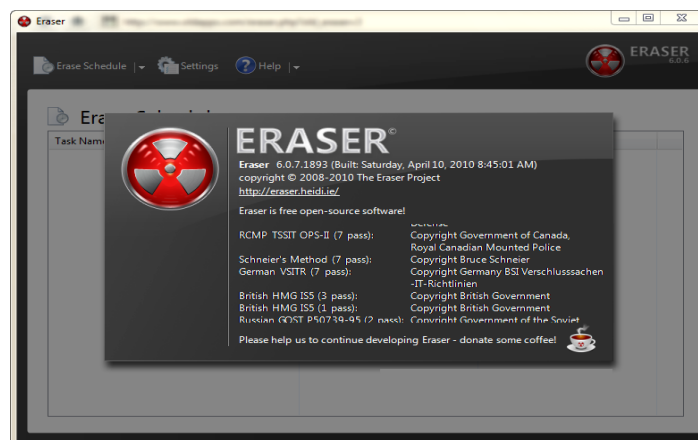 Eraser
Erase Schedule
Settings
Help
ERASER
6.0.6
Era
Task Name
ERASER©
Eraser 6.0.7.1893 (Built: Saturday, April 10, 2010 8:45:01 AM)
copyright © 2008-2010 The Eraser Project
http://eraser.heidi.ie/
Eraser is free open-source software!
Defense
RCMP TSSIT OPS-II (7 pass): Copyright Government of Canada,
Royal Canadian Mounted Police
Schneier's Method (7 pass): Copyright Bruce Schneier
German VSITR (7 pass): Copyright Germany BSI Verschlusssachen
-IT-Richtlinien
British HMG IS5 (3 pass): Copyright British Government
British HMG IS5 (1 pass): Copyright British Government
Russian GOST P50739-95 (2 pass): Copyright Government of the Soviet
Please help us to continue developing Eraser - donate some coffee!